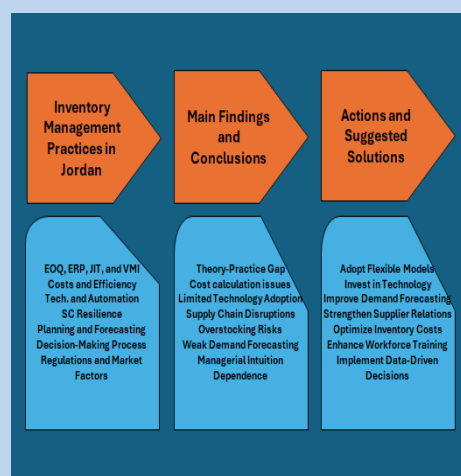 Inventory
Management
Practices in
Jordan
Main Findings
and
Conclusions
Actions and
Suggested
Solutions
EOQ, ERP, JIT, and VMI
Costs and Efficiency
Tech. and Automation
SC Resilience
Planning and Forecasting
Decision-Making Process
Regulations and Market
Factors
Theory-Practice Gap
Cost calculation issues
Limited Technology Adoption
Supply Chain Disruptions
Overstocking Risks
Weak Demand Forecasting
Managerial Intuition
Dependence
Adopt Flexible Models
Invest in Technology
Improve Demand Forecasting
Strengthen Supplier Relations
Optimize Inventory Costs
Enhance Workforce Training
Implement Data-Driven
Decisions